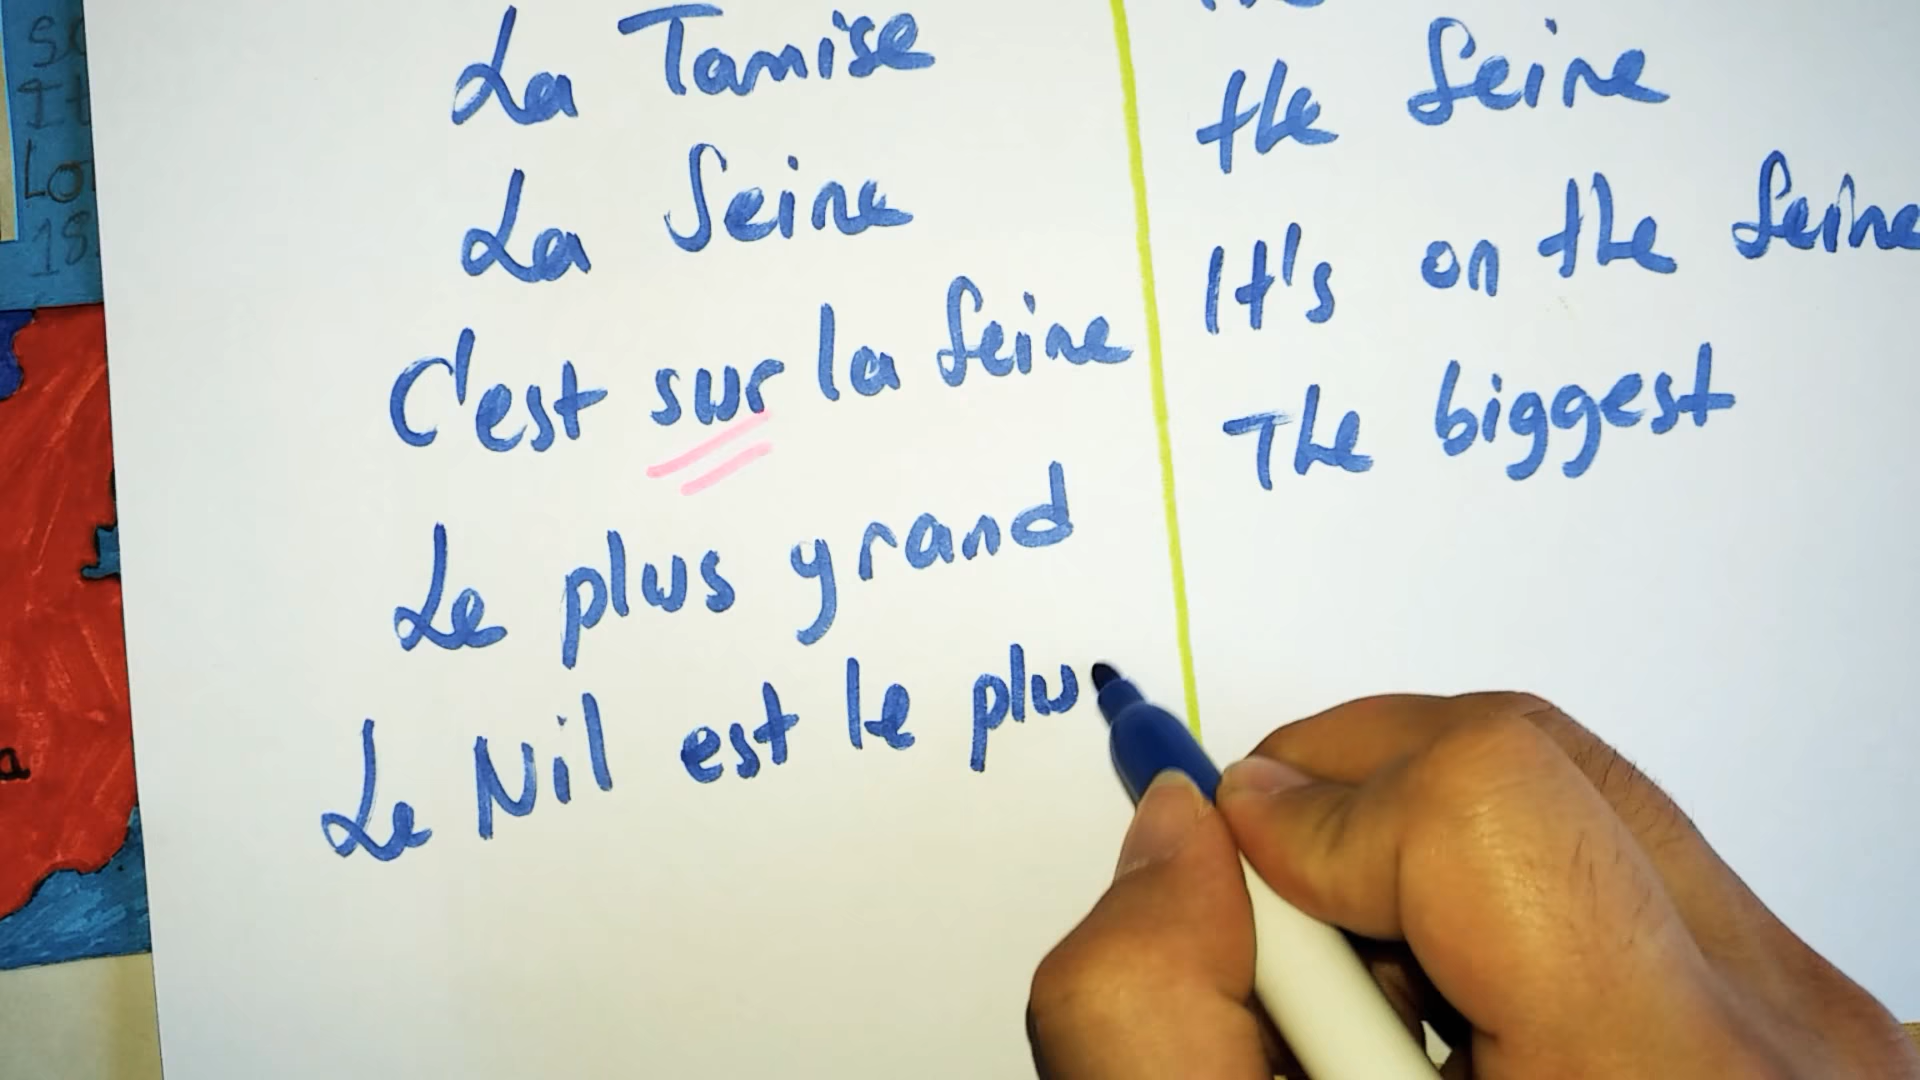 La Tamise
La Seine
C'est sur la Seine
Le plus grand
Le Nil est le plu
the Seine
It's on the Seine
The biggest